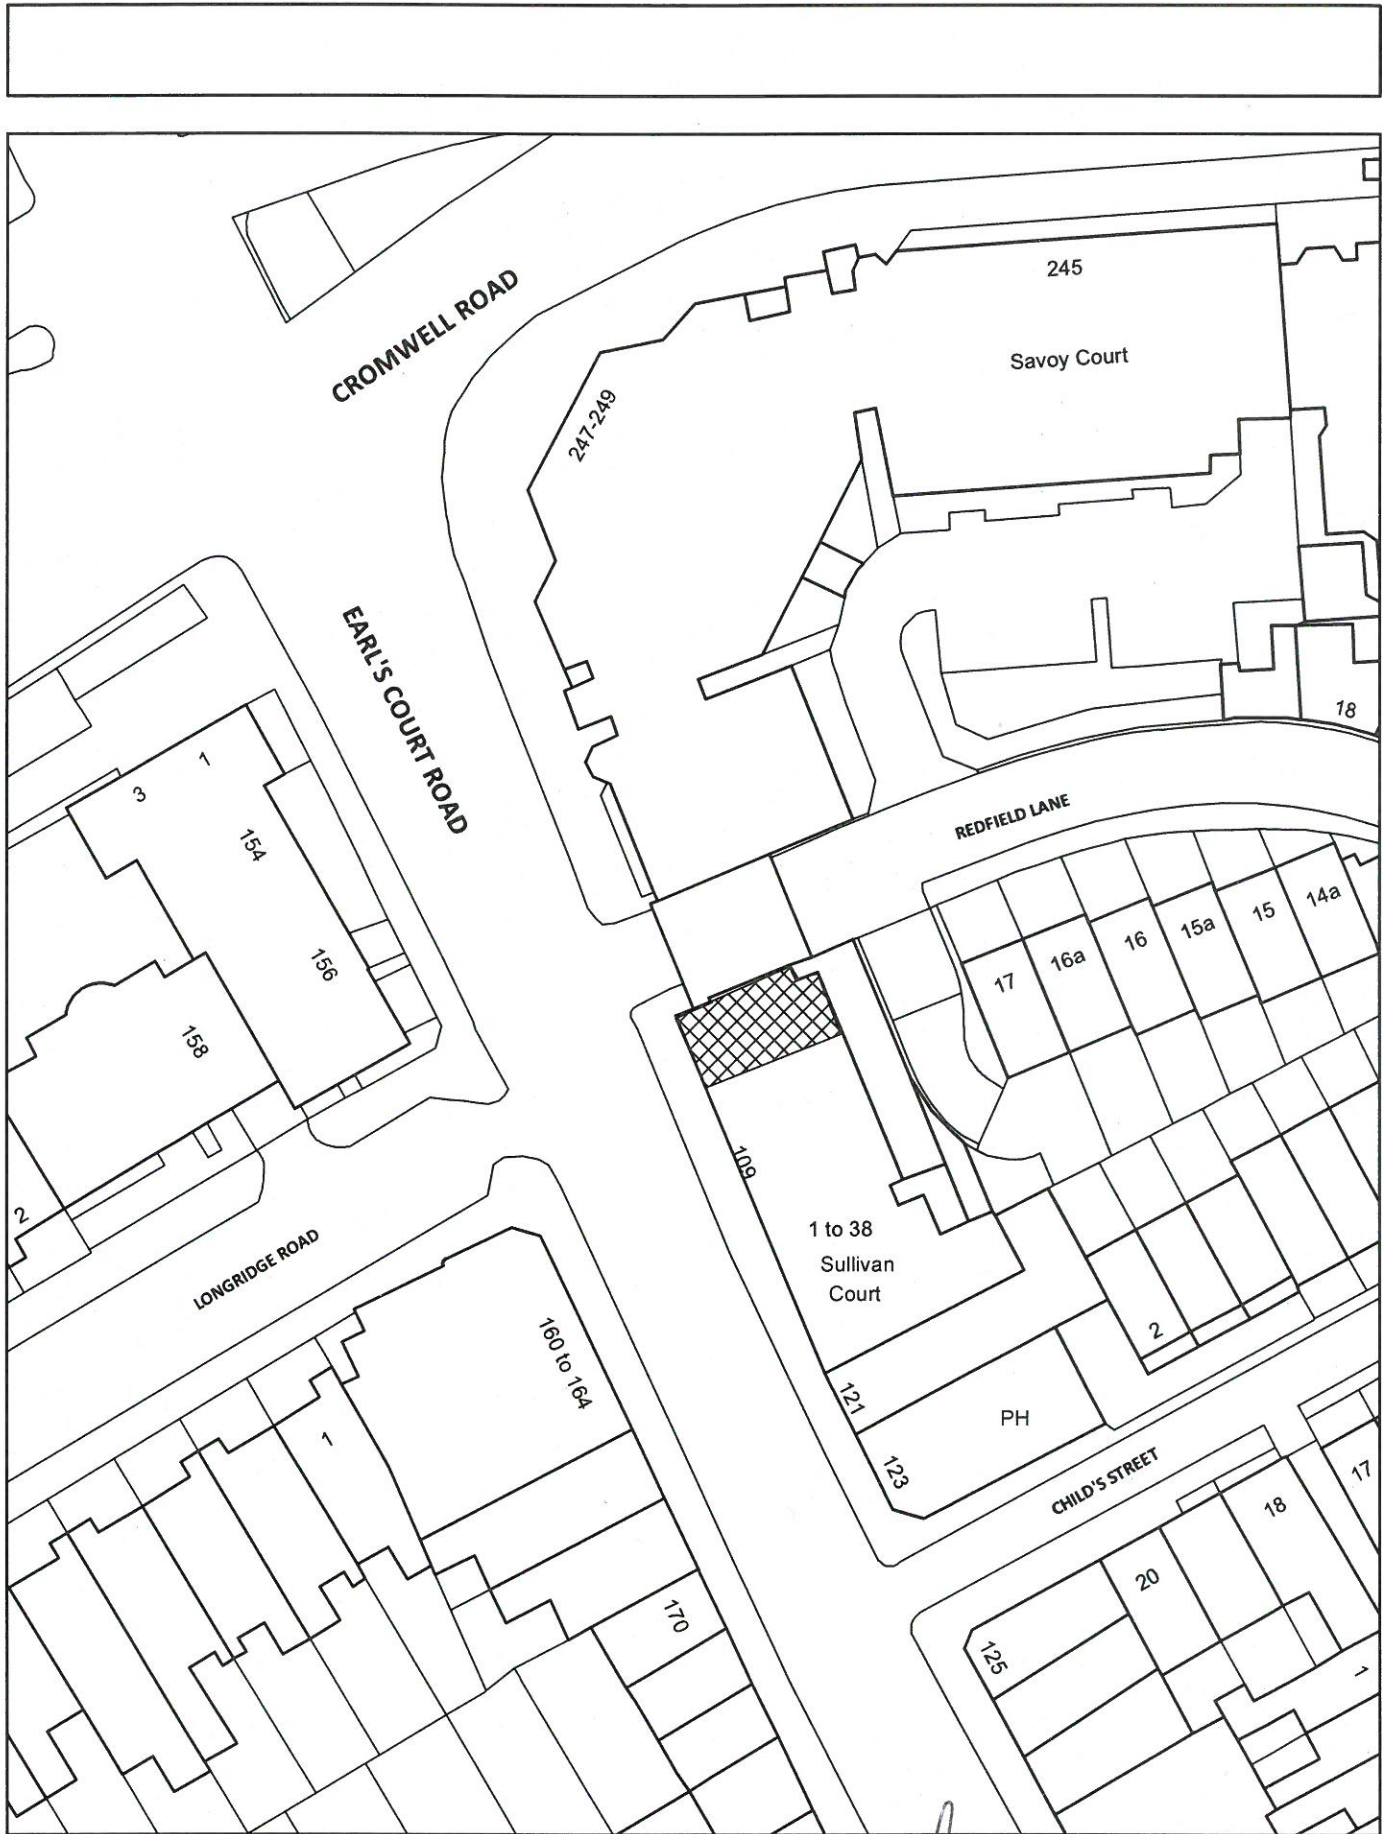 245
CROMWELL ROAD
Savoy Court
247-249
EARL'S COURT ROAD
18
1
3
154
REDFIELD LANE
14a
15
15a
16
16a
17
156
158
109
2
1 to 38
Sullivan
Court
LONGRIDGE ROAD
160 to 164
2
121
PH
1
123
CHILD'S STREET
17
18
20
170
125
1